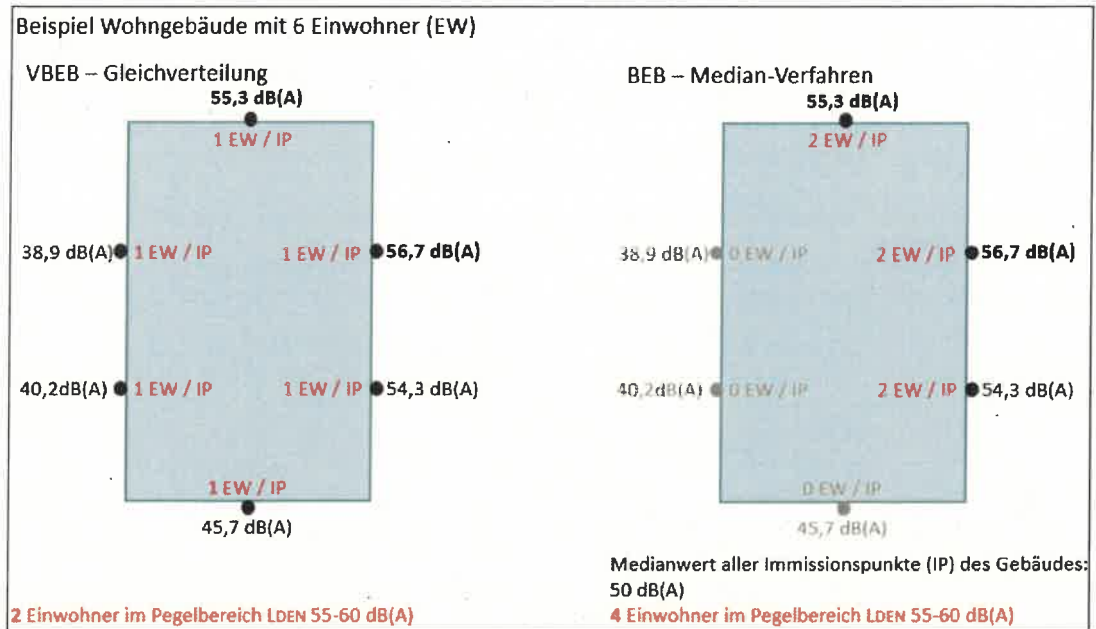 Beispiel Wohngebäude mit 6 Einwohner (EW)
VBEB – Gleichverteilung
55,3 dB(A)
1 EW / IP
38,9 dB(A)
1 EW / IP
1 EW / IP
56,7 dB(A)
40,2dB(A)
1 EW / IP
1 EW / IP
54,3 dB(A)
1 EW / IP
45,7 dB(A)
2 Einwohner im Pegelbereich LDEN 55-60 dB(A)
BEB – Median-Verfahren
55,3 dB(A)
2 EW / IP
38,9 dB(A)
0 EW / IP
2 EW / IP
56,7 dB(A)
40,2dB(A)
0 EW / IP
2 EW / IP
54,3 dB(A)
0 EW / IP
45,7 dB(A)
Medianwert aller Immissionspunkte (IP) des Gebäudes:
50 dB(A)
4 Einwohner im Pegelbereich LDEN 55-60 dB(A)